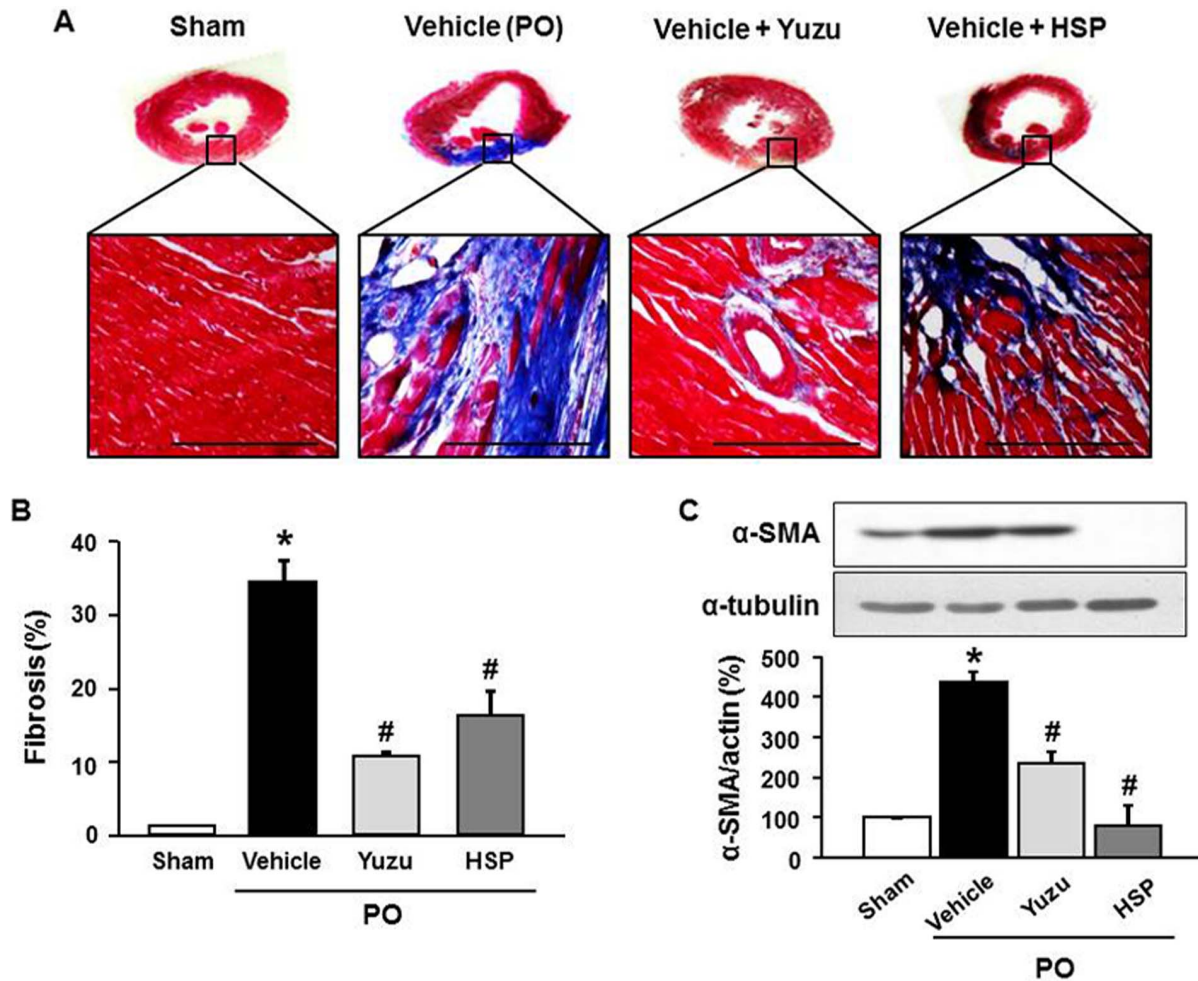 A
Sham
Vehicle (PO)
Vehicle + Yuzu
Vehicle + HSP
B
Fibrosis (%)
40
30
20
10
0
*
#
#
Sham
Vehicle
Yuzu
HSP
PO
C
α-SMA
α-tubulin
α-SMA/actin (%)
500
400
300
200
100
0
*
#
#
Sham
Vehicle
Yuzu
HSP
PO